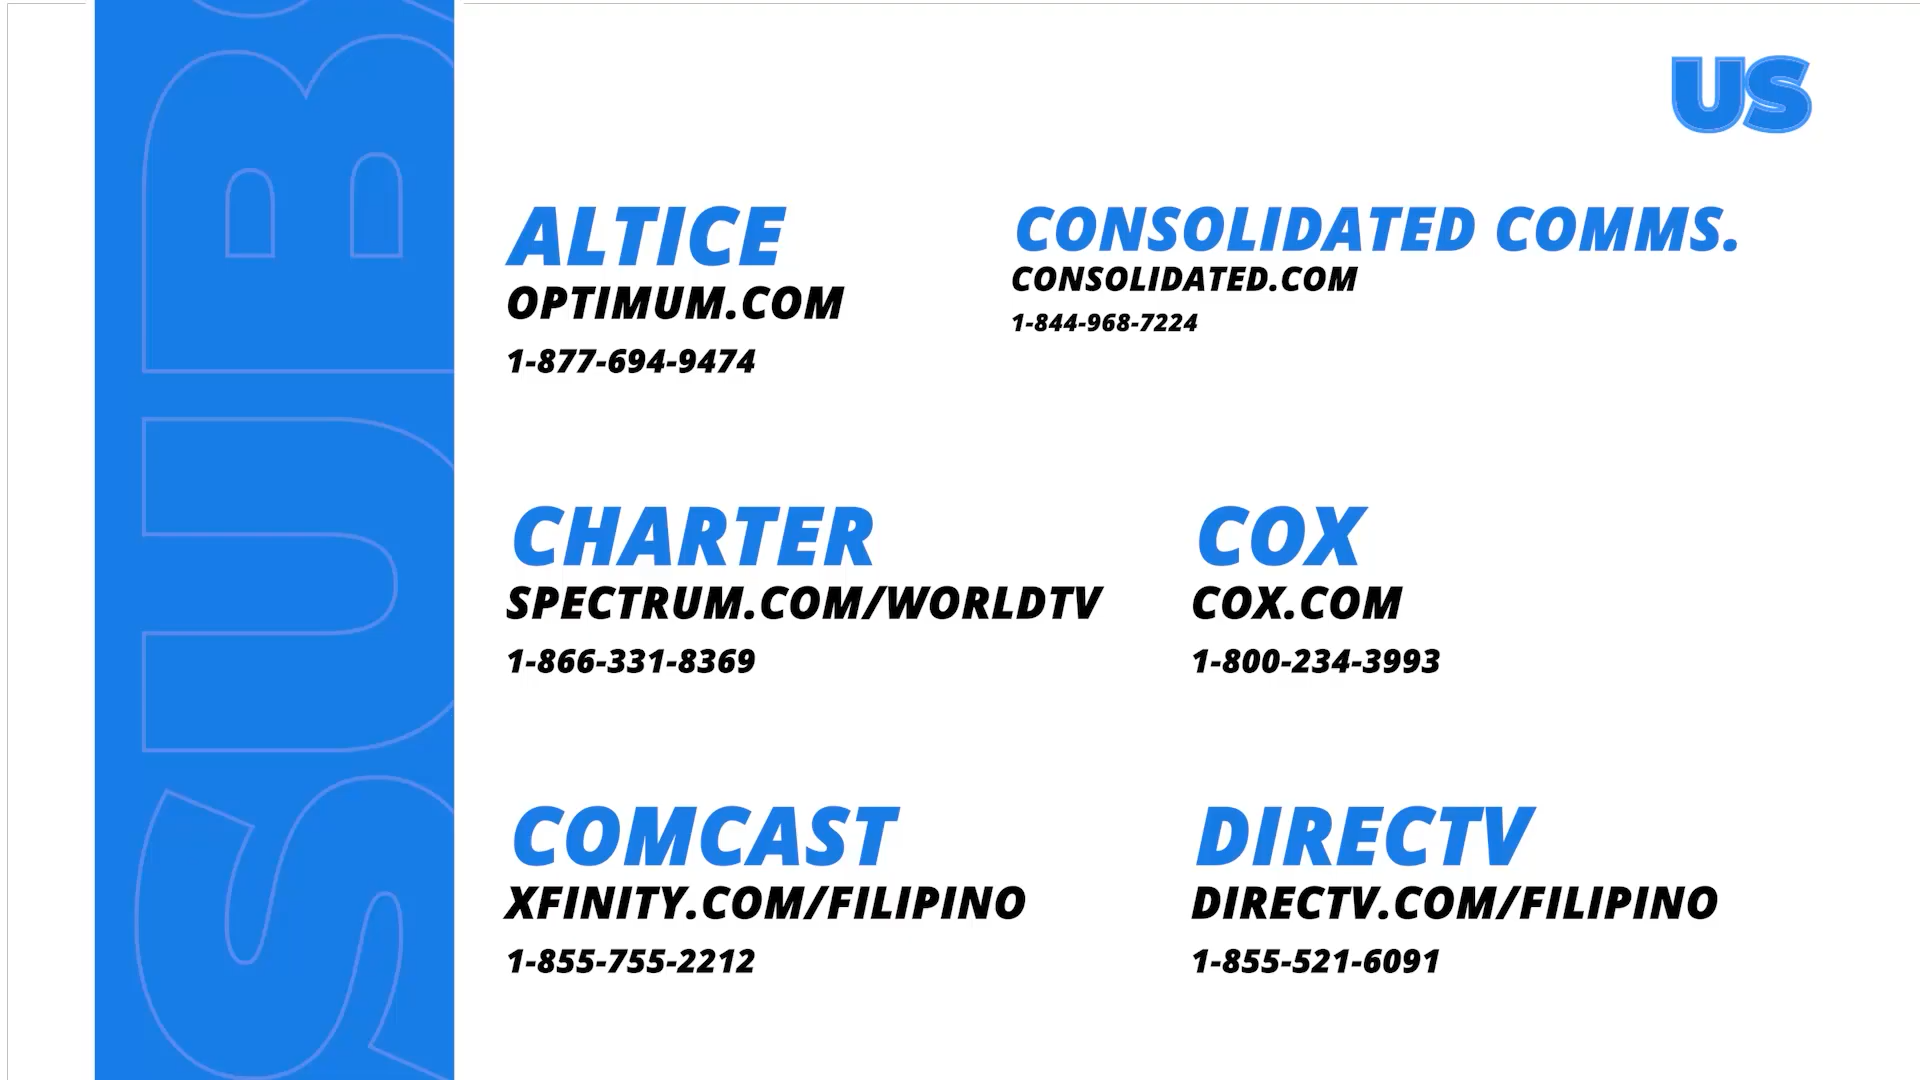 US
ALTICE
OPTIMUM.COM
1-877-694-9474
CONSOLIDATED COMMS.
CONSOLIDATED.COM
1-844-968-7224
CHARTER
SPECTRUM.COM/WORLDTV
1-866-331-8369
COX
COX.COM
1-800-234-3993
COMCAST
XFINITY.COM/FILIPINO
1-855-755-2212
DIRECTV
DIRECTV.COM/FILIPINO
1-855-521-6091
SUB